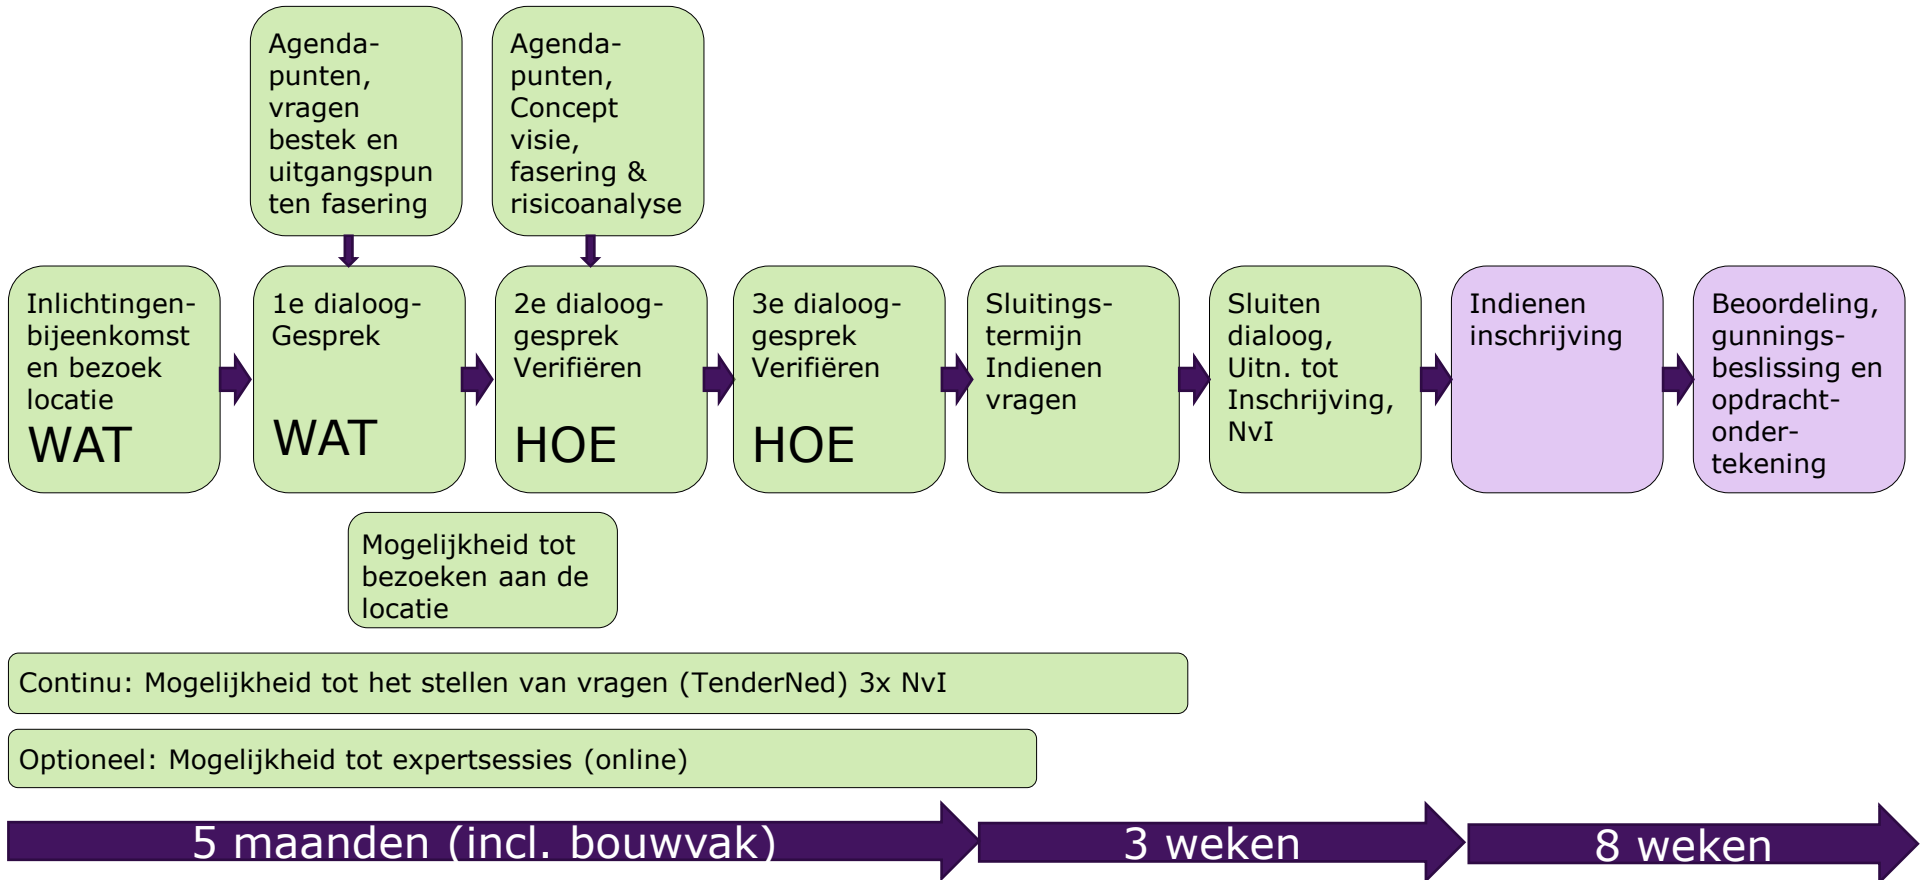 Agenda-
punten,
vragen
bestek en
uitgangspun
ten fasering
Agenda-
punten,
Concept
visie,
fasering &
risicoanalyse
Inlichtingen-
bijeenkomst
en bezoek
locatie
WAT
1e dialoog-
Gesprek
WAT
2e dialoog-
gesprek
Verifiëren
HOE
3e dialoog-
gesprek
Verifiëren
HOE
Sluitings-
termijn
Indienen
vragen
Sluiten
dialoog,
Uitn. tot
Inschrijving,
NvI
Indienen
inschrijving
Beoordeling,
gunnings-
beslissing en
opdracht-
onder-
tekening
Mogelijkheid tot
bezoeken aan de
locatie
Continu: Mogelijkheid tot het stellen van vragen (TenderNed) 3x NvI
Optioneel: Mogelijkheid tot expertsessies (online)
5 maanden (incl. bouwvak)
3 weken
8 weken